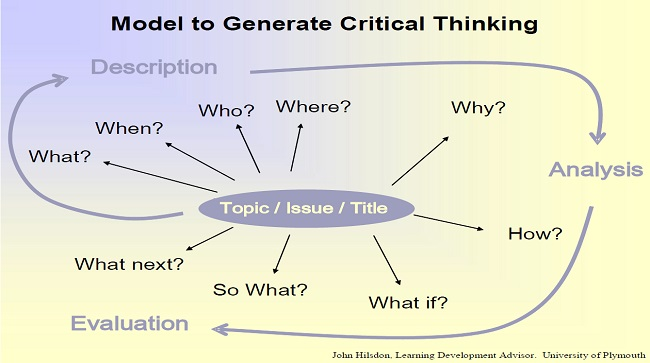 Model to Generate Critical Thinking
Description
Who?
Where?
Why?
When?
What?
Analysis
Topic / Issue / Title
How?
What next?
So What?
What if?
Evaluation
John Hilsdon, Learning Development Advisor. University of Plymouth